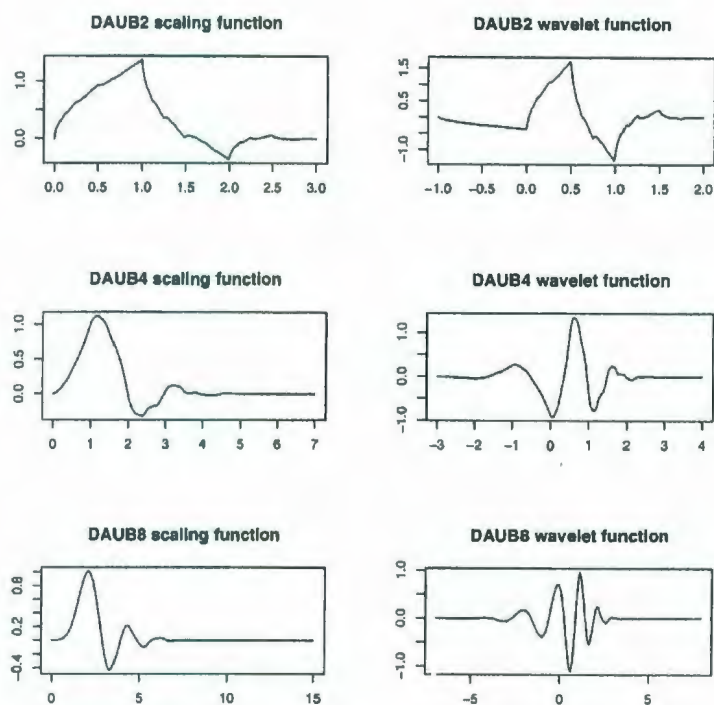 DAUB2 scaling function
1.0
0.0
0.0 0.5 1.0 1.5 2.0 2.5 3.0
DAUB2 wavelet function
1.5
0.5
−1.0
−1.0 −0.5 0.0 0.5 1.0 1.5 2.0
DAUB4 scaling function
1.0
0.5
0.0
0 1 2 3 4 5 6 7
DAUB4 wavelet function
1.0
0.0
−1.0
−3 −2 −1 0 1 2 3 4
DAUB8 scaling function
0.8
0.2
−0.4
0 5 10 15
DAUB8 wavelet function
1.0
0.0
−1.0
−5 0 5